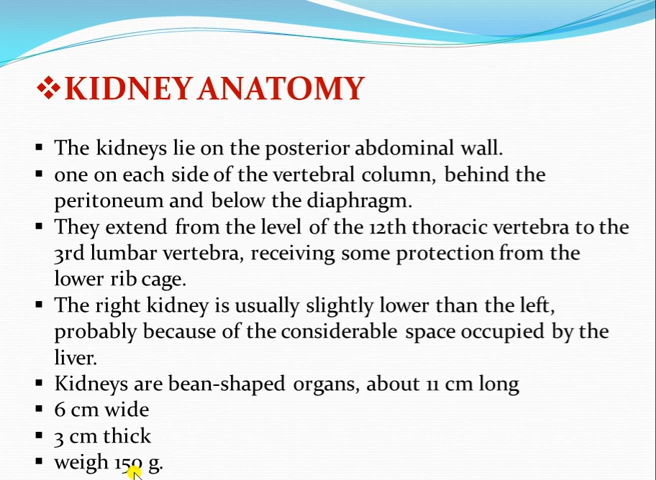 ❖KIDNEY ANATOMY
▪ The kidneys lie on the posterior abdominal wall.
▪ one on each side of the vertebral column, behind the
peritoneum and below the diaphragm.
▪ They extend from the level of the 12th thoracic vertebra to the
3rd lumbar vertebra, receiving some protection from the
lower rib cage.
▪ The right kidney is usually slightly lower than the left,
probably because of the considerable space occupied by the
liver.
▪ Kidneys are bean-shaped organs, about 11 cm long
▪ 6 cm wide
▪ 3 cm thick
▪ weigh 150 g.